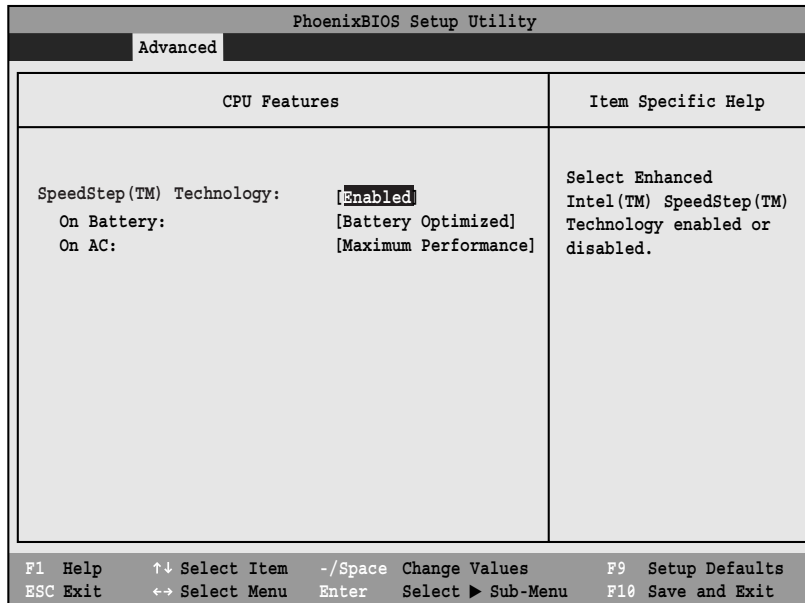 PhoenixBIOS Setup Utility
Advanced
CPU Features
Item Specific Help
SpeedStep(TM) Technology: [Enabled]
On Battery: [Battery Optimized]
On AC: [Maximum Performance]
Select Enhanced
Intel(TM) SpeedStep(TM)
Technology enabled or
disabled.
F1 Help ↑↓ Select Item -/Space Change Values F9 Setup Defaults
ESC Exit ←→ Select Menu Enter Select ▶ Sub-Menu F10 Save and Exit